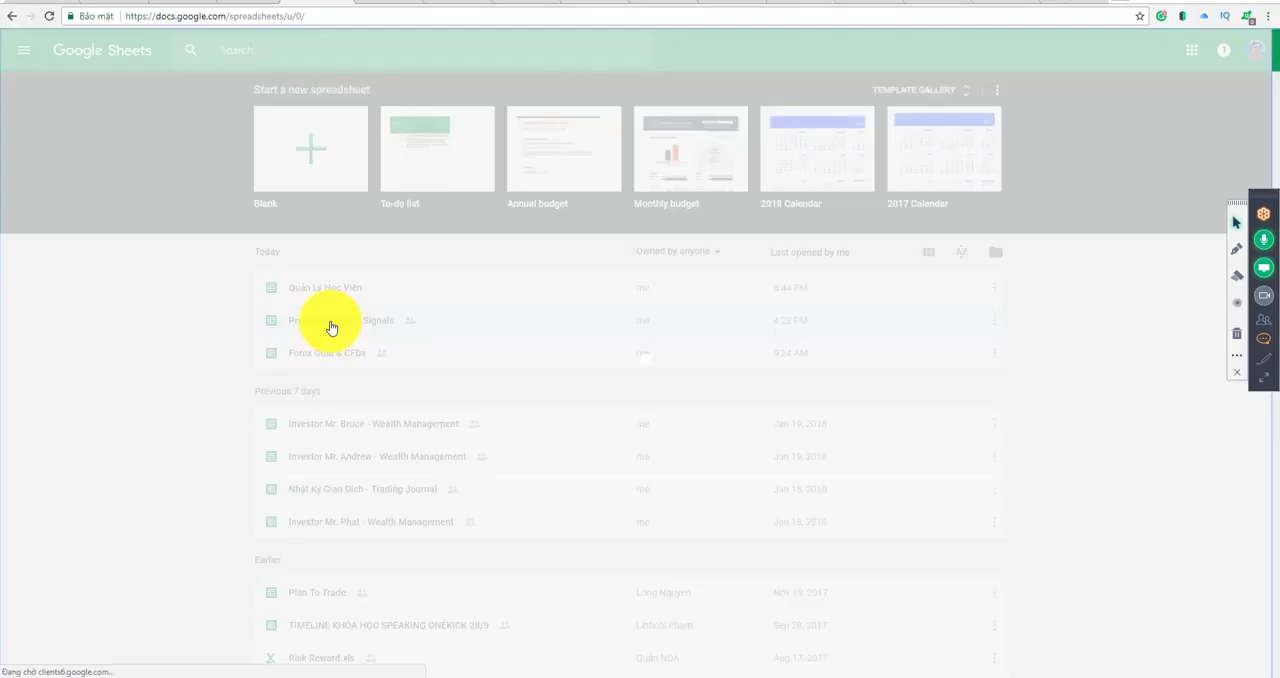 Bảo mật https://docs.google.com/spreadsheets/u/0/
IQ
Google Sheets Search 1
Start a new spreadsheet TEMPLATE GALLERY
Blank To-do list Annual budget Monthly budget 2016 Calendar 2017 Calendar
Today Owned by anyone Last opened by me AZ
Quản Lý Học Viên me 6:44 PM
Signals me 4:22 PM
Forex Gold & CFDs me 9:24 AM
Previous 7 days
Investor Mr. Bruce - Wealth Management me Jan 19, 2018
Investor Mr. Andrew - Wealth Management me Jan 19, 2018
Nhật Ký Giao Dịch - Trading Journal me Jan 18, 2018
Investor Mr. Phat - Wealth Management me Jan 18, 2018
Earlier
Plan To Trade Long Nguyen Nov 19, 2017
TIMELINE KHÓA HỌC SPEAKING ONEKICK 28/9 Pham Sep 28, 2017
Risk Reward.xls Quân NDA Aug 17, 2017
Đang chờ clients6.google.com...